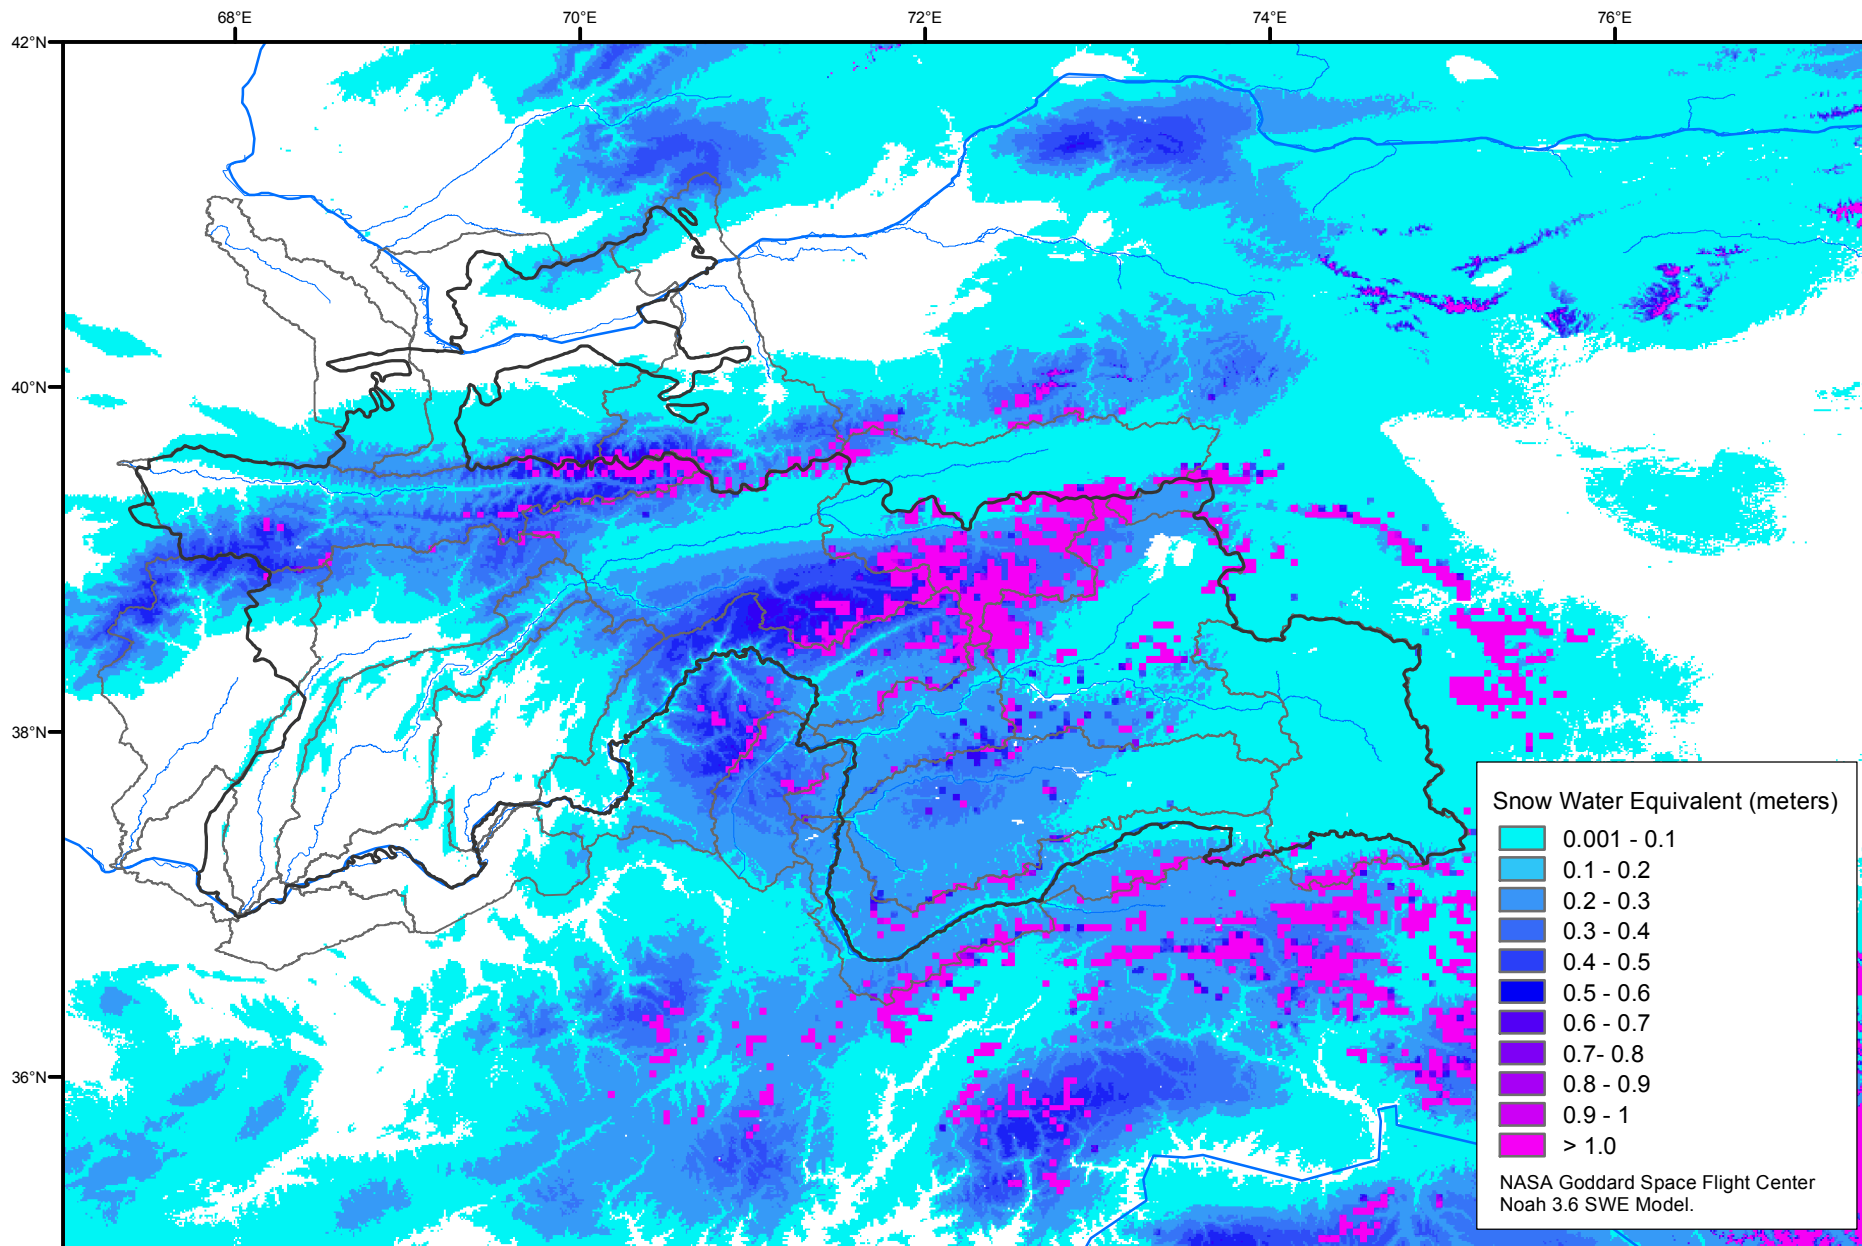 68°E 70°E 72°E 74°E 76°E
42°N
40°N
38°N
36°N
Snow Water Equivalent (meters)
0.001 - 0.1
0.1 - 0.2
0.2 - 0.3
0.3 - 0.4
0.4 - 0.5
0.5 - 0.6
0.6 - 0.7
0.7- 0.8
0.8 - 0.9
0.9 - 1
> 1.0
NASA Goddard Space Flight Center
Noah 3.6 SWE Model.